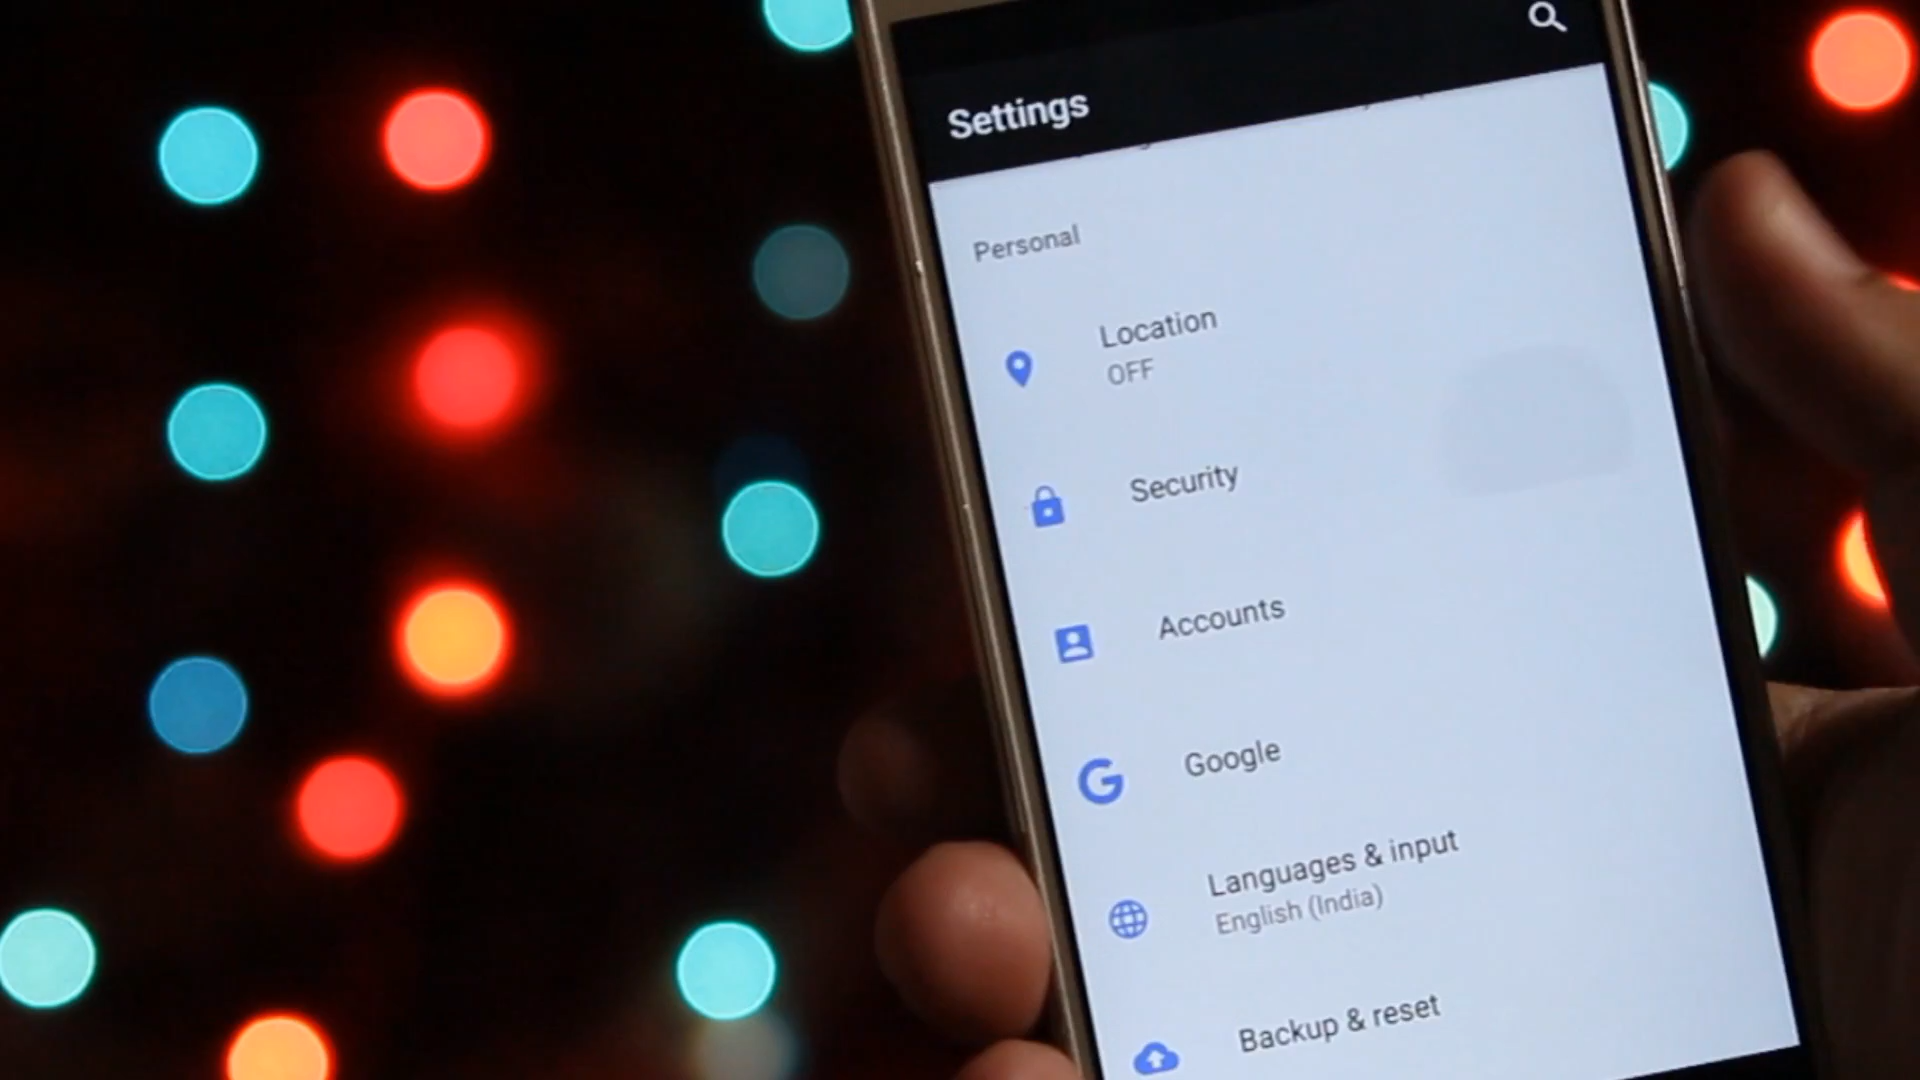 Settings
Personal
Location
OFF
Security
Accounts
Google
Languages & input
English (India)
Backup & reset